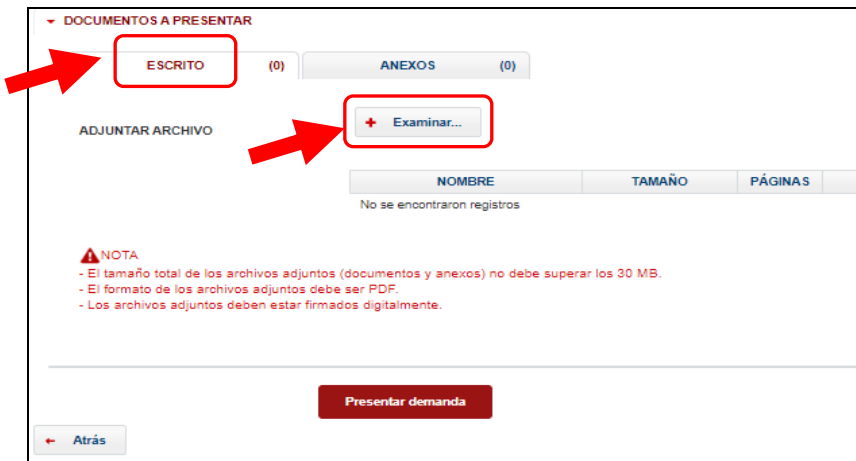 DOCUMENTOS A PRESENTAR
ESCRITO (0) ANEXOS (0)
ADJUNTAR ARCHIVO + Examinar...
NOMBRE TAMAÑO PÁGINAS
No se encontraron registros
NOTA
- El tamaño total de los archivos adjuntos (documentos y anexos) no debe superar los 30 MB.
- El formato de los archivos adjuntos debe ser PDF.
- Los archivos adjuntos deben estar firmados digitalmente.
Presentar demanda
Atrás